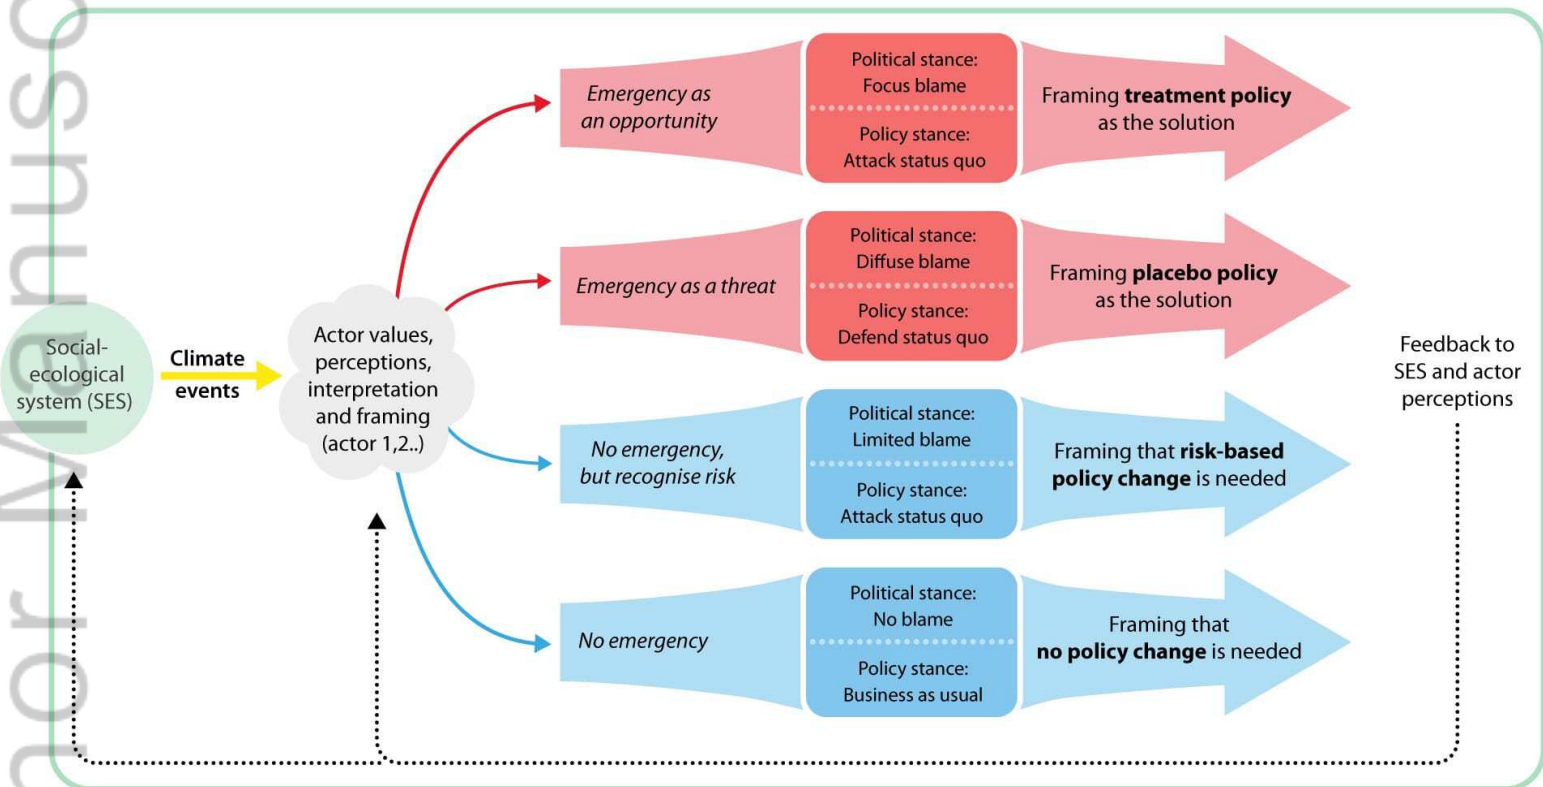 Social-
ecological
system (SES)
Climate
events
Actor values,
perceptions,
interpretation
and framing
(actor 1,2..)
Emergency as
an opportunity
Political stance:
Focus blame
Policy stance:
Attack status quo
Framing treatment policy
as the solution
Emergency as a threat
Political stance:
Diffuse blame
Policy stance:
Defend status quo
Framing placebo policy
as the solution
No emergency,
but recognise risk
Political stance:
Limited blame
Policy stance:
Attack status quo
Framing that risk-based
policy change is needed
No emergency
Political stance:
No blame
Policy stance:
Business as usual
Framing that
no policy change is needed
Feedback to
SES and actor
perceptions